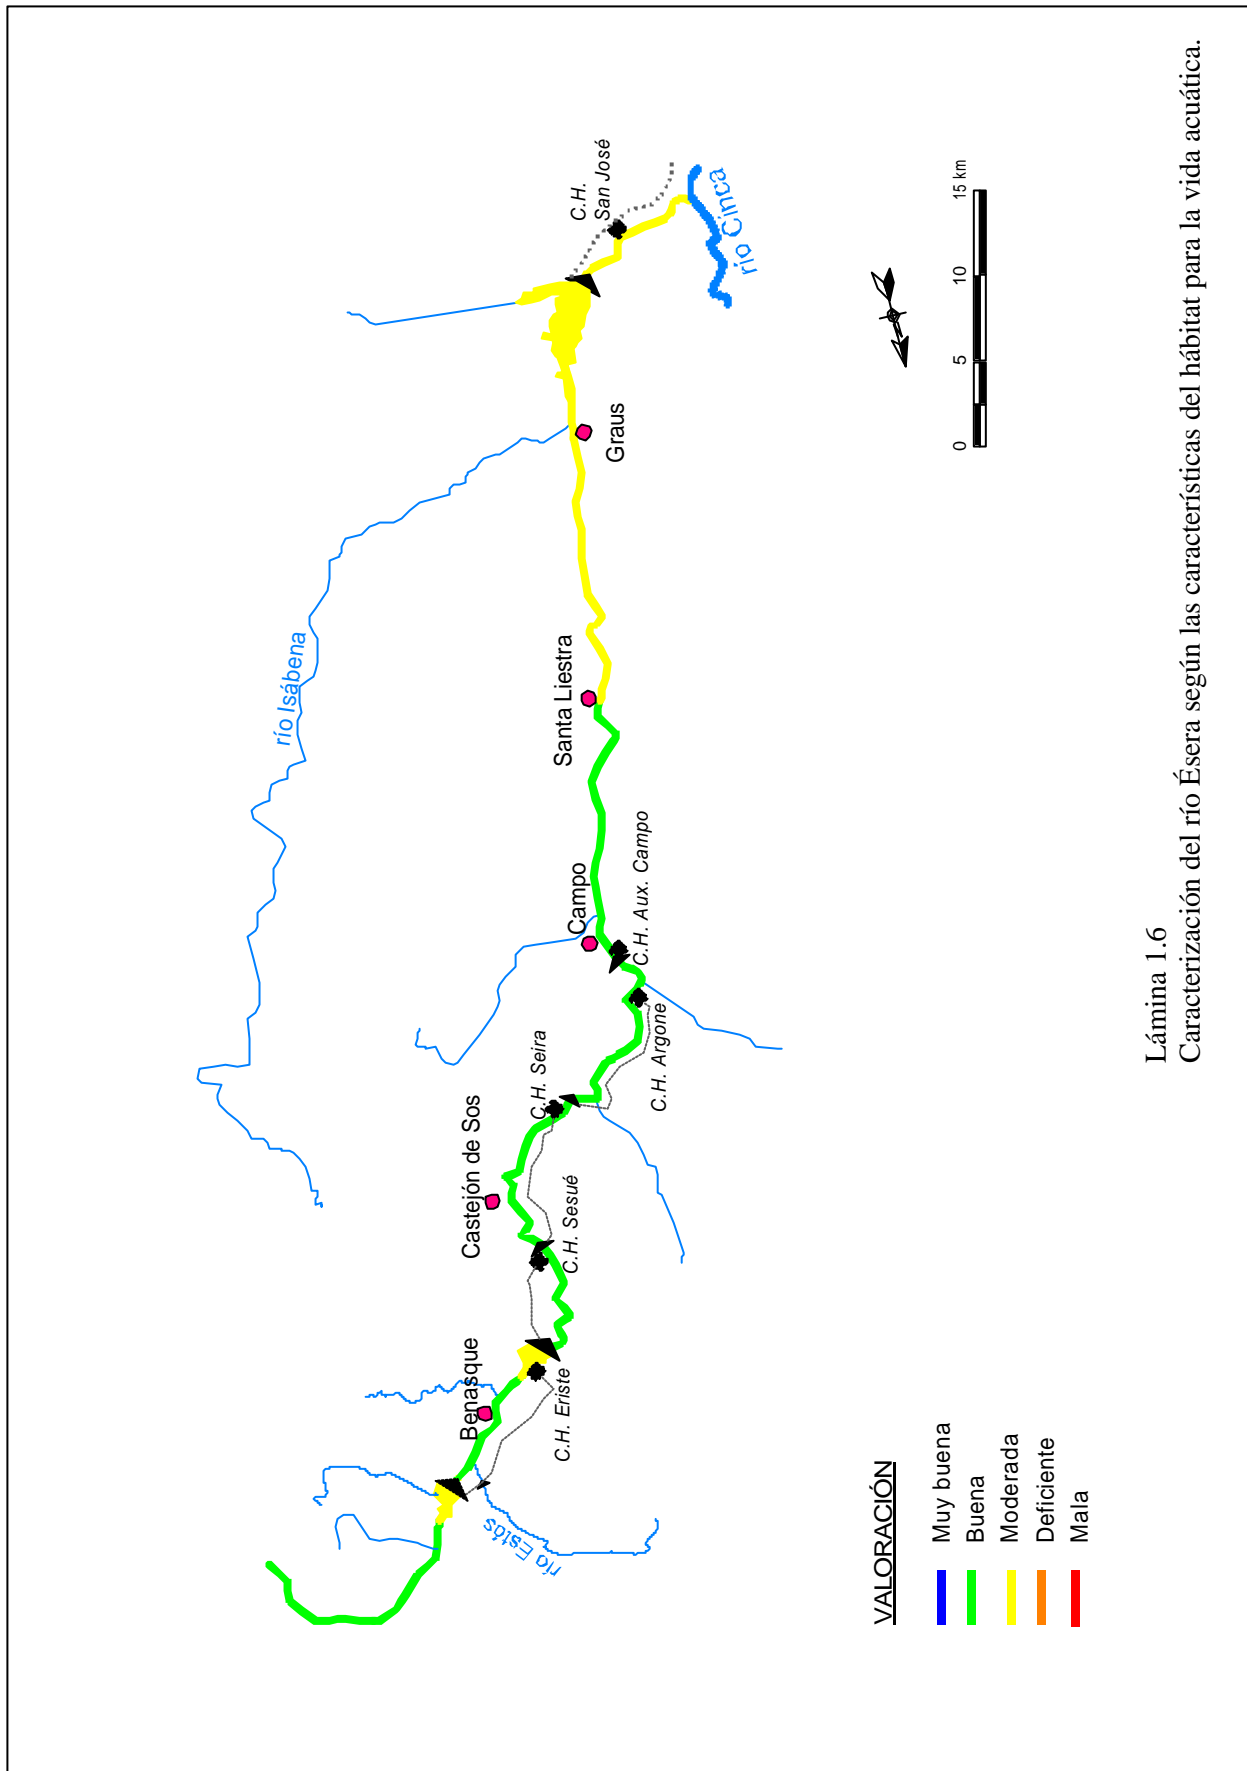 río Isábena
C.H.
San José
río Cinca
Graus
Santa Liestra
Campo
C.H. Aux. Campo
C.H. Argone
C.H. Seira
Castejón de Sos
C.H. Sesué
Benasque
C.H. Eriste
río Estós
0 5 10 15 km
VALORACIÓN
Muy buena
Buena
Moderada
Deficiente
Mala
Lámina 1.6
Caracterización del río Ésera según las características del hábitat para la vida acuática.